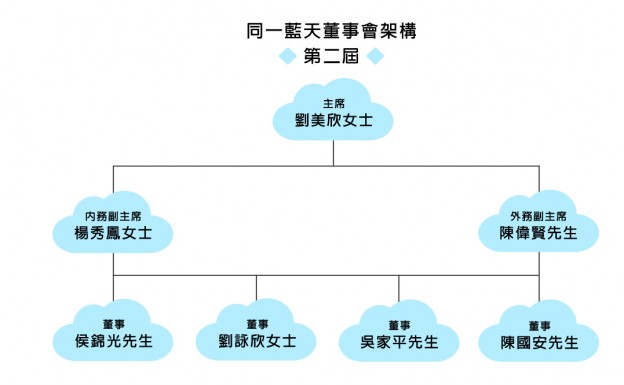 同一藍天董事會架構
第二屆
主席
劉美欣女士
內務副主席
楊秀鳳女士
外務副主席
陳偉賢先生
董事
侯錦光先生
董事
劉詠欣女士
董事
吳家平先生
董事
陳國安先生